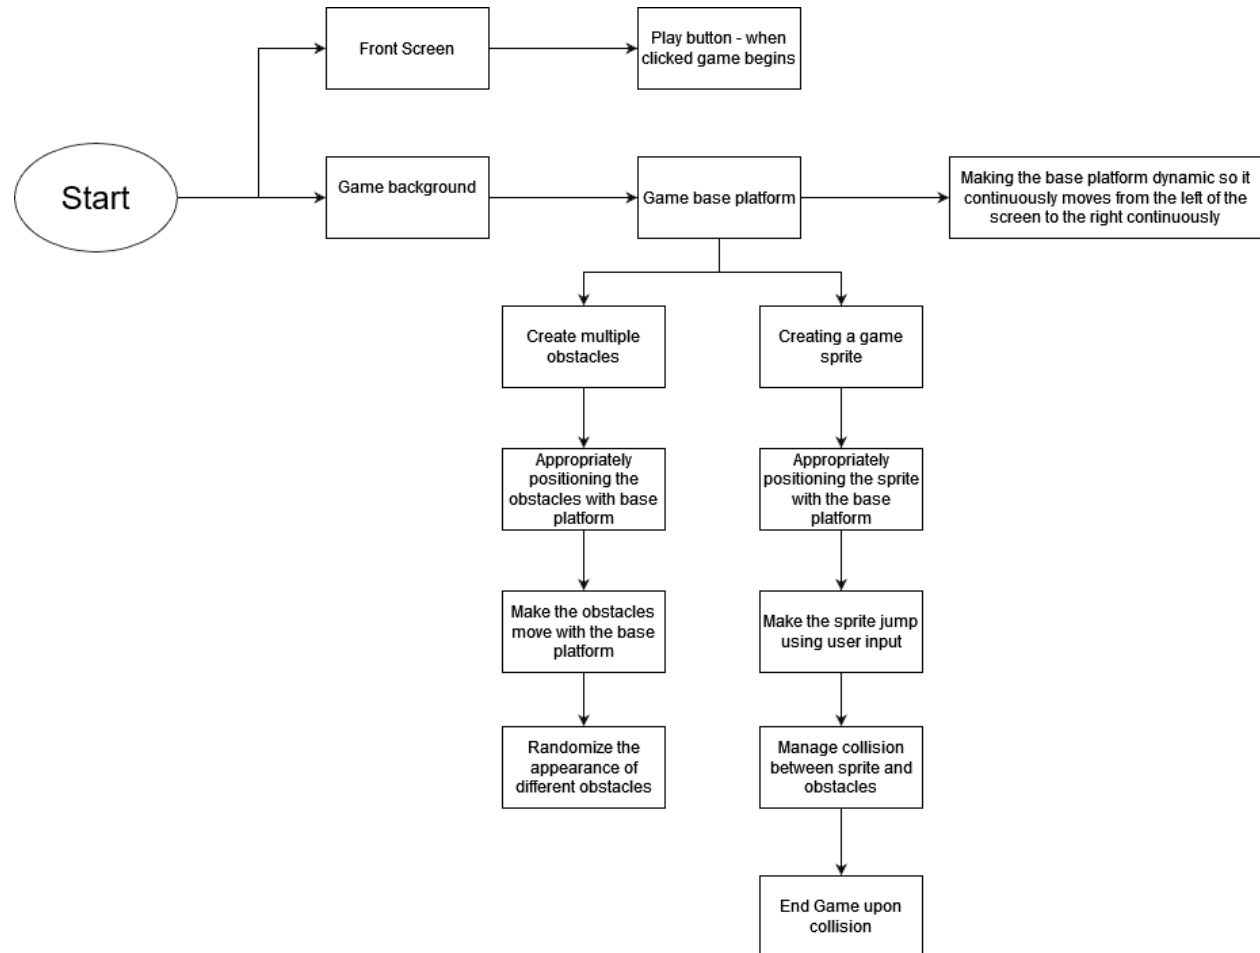 Front Screen
Play button - when
clicked game begins
Start
Game background
Game base platform
Making the base platform dynamic so it
continuously moves from the left of the
screen to the right continuously
Create multiple
obstacles
Creating a game
sprite
Appropriately
positioning the
obstacles with base
platform
Appropriately
positioning the sprite
with the base
platform
Make the obstacles
move with the base
platform
Make the sprite jump
using user input
Randomize the
appearance of
different obstacles
Manage collision
between sprite and
obstacles
End Game upon
collision